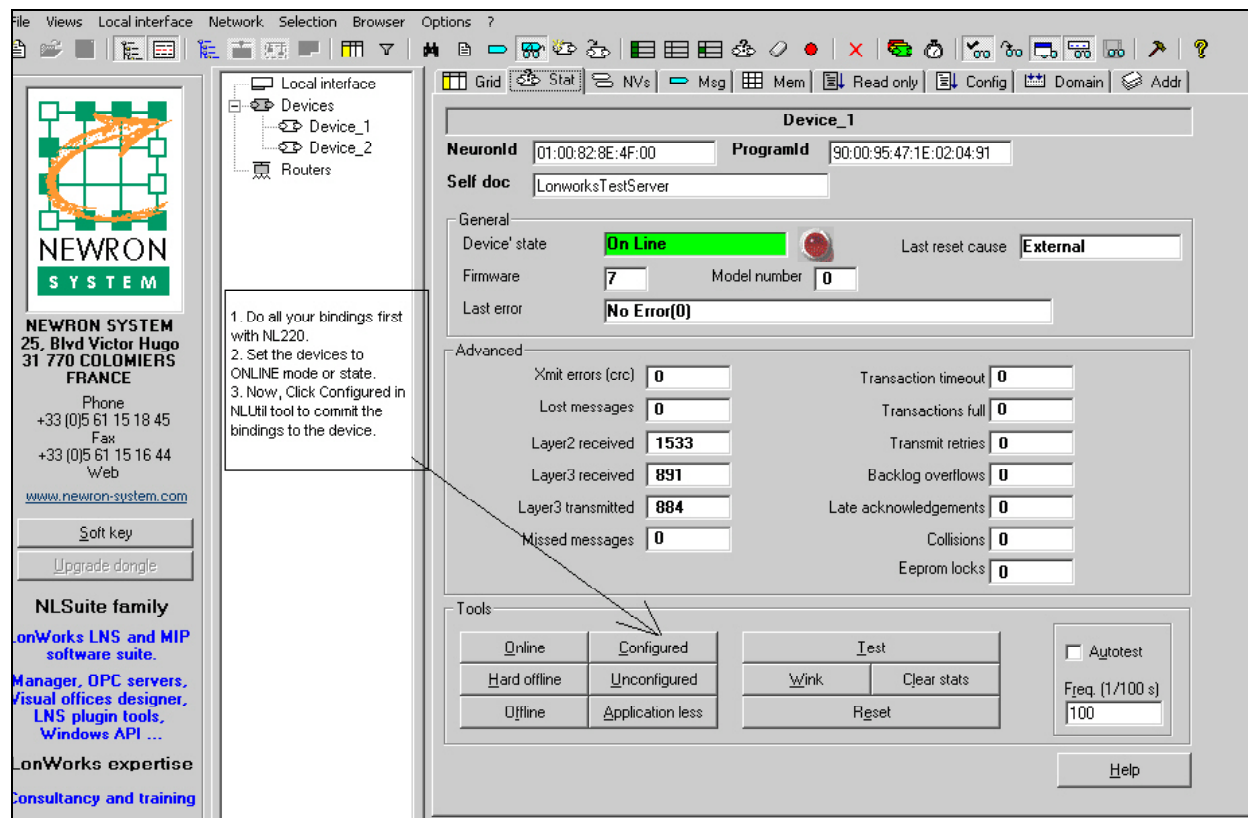 File Views Local interface Network Selection Browser Options ?
NEWRON
SYSTEM
NEWRON SYSTEM
25, Blvd Victor Hugo
31 770 COLOMIERS
FRANCE
Phone
+33 (0)5 61 15 18 45
Fax
+33 (0)5 61 15 16 44
Web
www.newron-system.com
Soft key
Upgrade dongle
NLSuite family
LonWorks LNS and MIP
software suite.
Manager, OPC servers,
Visual offices designer,
LNS plugin tools,
Windows API ...
LonWorks expertise
Consultancy and training
Local interface
Devices
Device_1
Device_2
Routers
1. Do all your bindings first
with NL220.
2. Set the devices to
ONLINE mode or state.
3. Now, Click Configured in
NLUtil tool to commit the
bindings to the device.
Grid Stat NVs Msg Mem Read only Config Domain Addr
Device_1
NeuronId 01:00:82:8E:4F:00 ProgramId 90:00:95:47:1E:02:04:91
Self doc LonworksTestServer
General
Device' state On Line Last reset cause External
Firmware 7 Model number 0
Last error No Error(0)
Advanced
Xmit errors (crc) 0 Transaction timeout 0
Lost messages 0 Transactions full 0
Layer2 received 1533 Transmit retries 0
Layer3 received 891 Backlog overflows 0
Layer3 transmitted 884 Late acknowledgements 0
Missed messages 0 Collisions 0
Eeprom locks 0
Tools
Online Configured Test Autotest
Hard offline Unconfigured Wink Clear stats Freq. (1/100 s)
Offline Application less Reset 100
Help